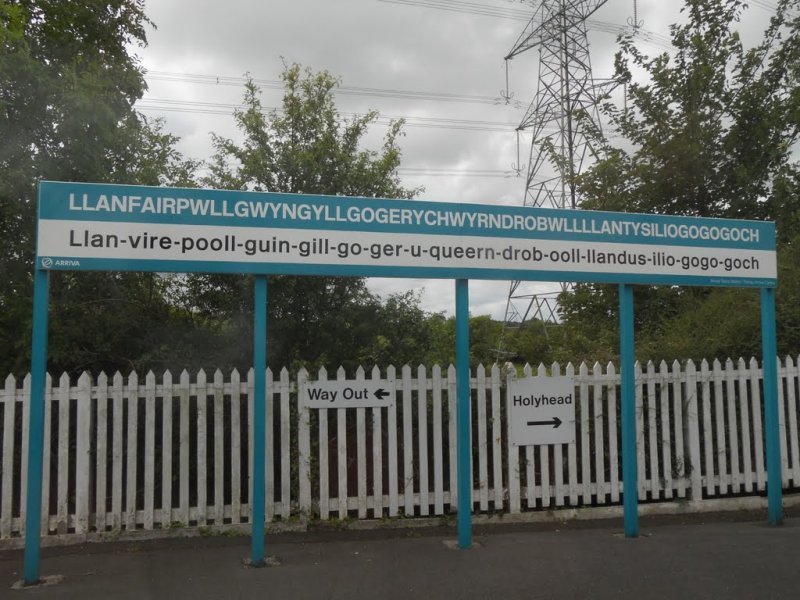 LLANFAIRPWLLGWYNGYLLGOGERYCHWYRNDROBWLLLLANTYSILIOGOGOGOCH
Llan-vire-pooll-guin-gill-go-ger-u-queern-drob-ooll-llandus-ilio-gogo-goch
ARRIVA
Way Out ←
Holyhead
→